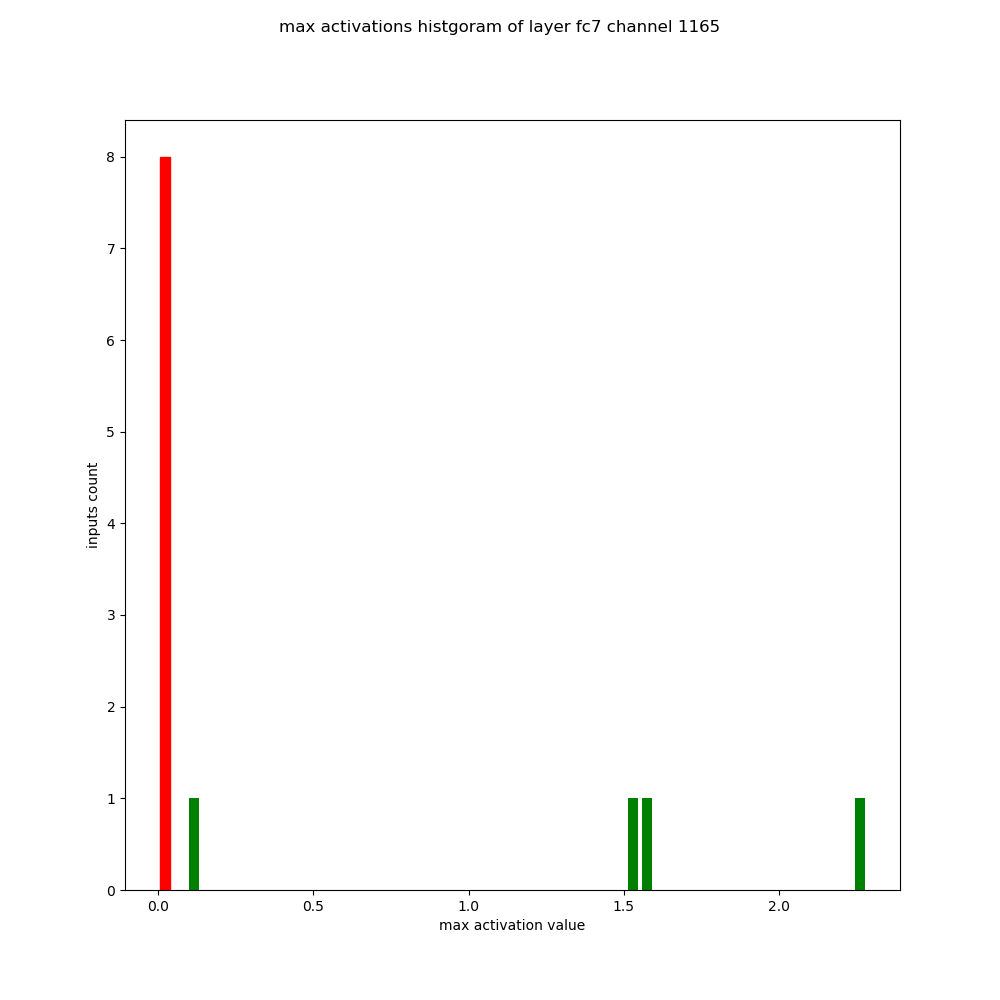 max activations histgoram of layer fc7 channel 1165
8
7
6
5
4
3
2
1
0
inputs count
0.0 0.5 1.0 1.5 2.0
max activation value